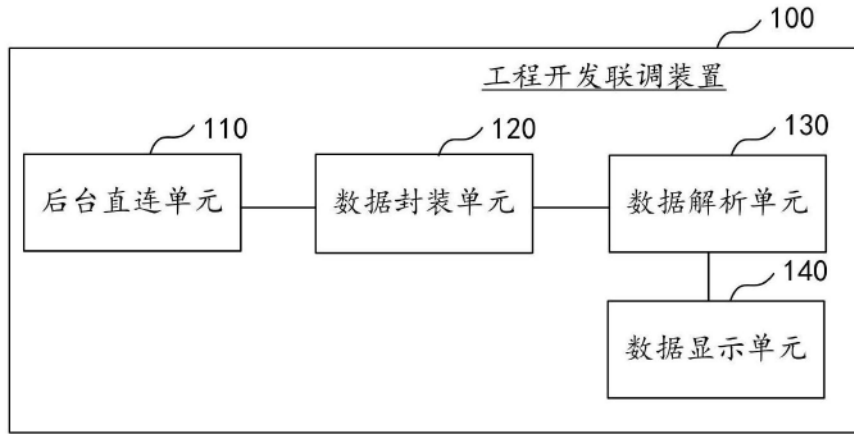 100
工程开发联调装置
110
120
130
后台直连单元
数据封装单元
数据解析单元
140
数据显示单元